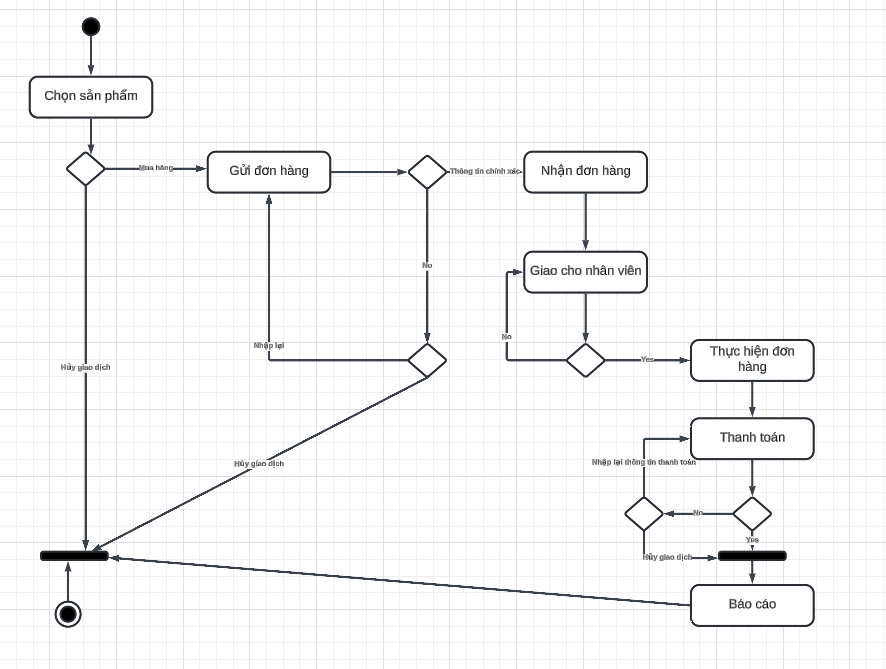 Chọn sản phẩm
Mua hàng
Gửi đơn hàng
Thông tin chính xác
Nhận đơn hàng
No
Giao cho nhân viên
No
Nhập lại
Yes
Thực hiện đơn
hàng
Hủy giao dịch
Thanh toán
Hủy giao dịch
Nhập lại thông tin thanh toán
No
Yes
Hủy giao dịch
Báo cáo